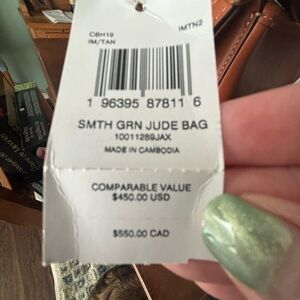 CBH19
IM/TAN
IMTN2
1 96395 87811 6
SMTH GRN JUDE BAG
10011289JAX
MADE IN CAMBODIA
COMPARABLE VALUE
$450.00 USD
$550.00 CAD